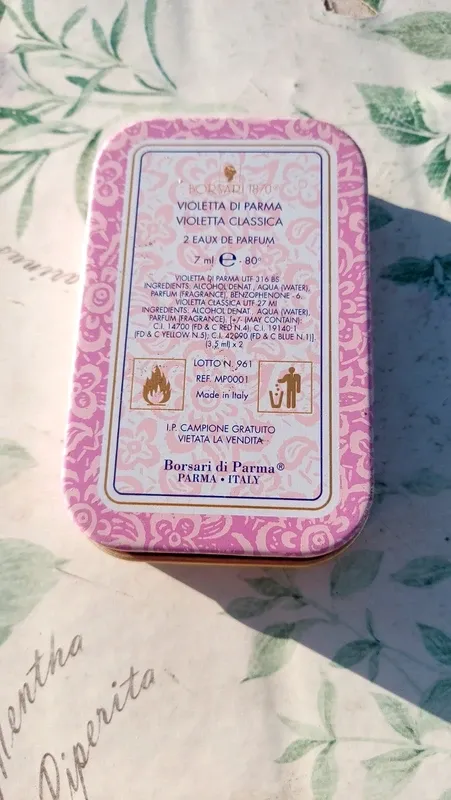 BORSARI 1870
VIOLETTA DI PARMA
VIOLETTA CLASSICA
2 EAUX DE PARFUM
7 ml ℮ - 80°
VIOLETTA DI PARMA UTF 316 BS
INGREDIENTS: ALCOHOL DENAT., AQUA (WATER),
PARFUM (FRAGRANCE), BENZOPHENONE -6.
VIOLETTA CLASSICA UTF 27 MI
INGREDIENTS: ALCOHOL DENAT., AQUA (WATER),
PARFUM (FRAGRANCE), [+/- (MAY CONTAIN):
C.I. 14700 (FD & C RED N.4); C.I. 19140:1
(FD & C YELLOW N.5); C.I. 42090 (FD & C BLUE N.1)].
(3,5 ml) x 2
LOTTO N. 961
REF. MP0001
Made in Italy
I.P. CAMPIONE GRATUITO
VIETATA LA VENDITA
Borsari di Parma®
PARMA • ITALY
Mentha
Piperita